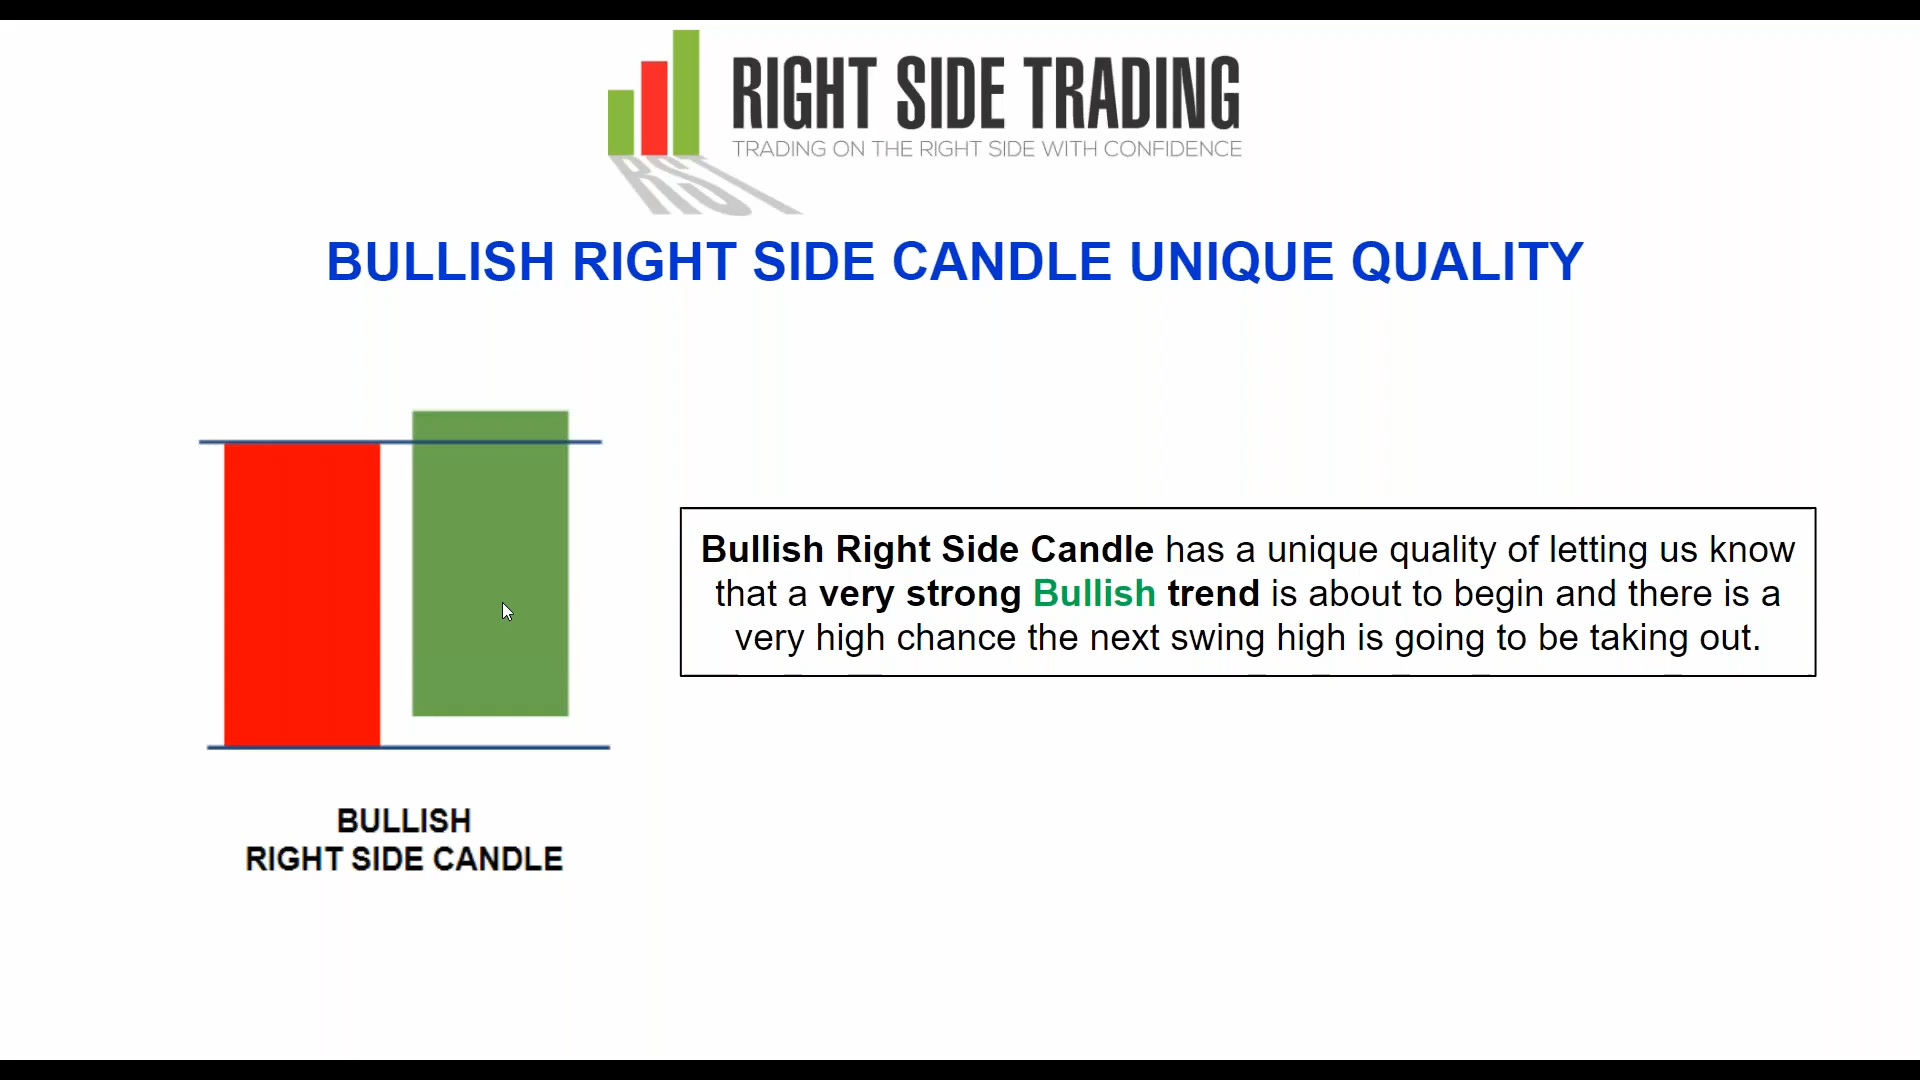 RIGHT SIDE TRADING
TRADING ON THE RIGHT SIDE WITH CONFIDENCE
RST
BULLISH RIGHT SIDE CANDLE UNIQUE QUALITY
Bullish Right Side Candle has a unique quality of letting us know
that a very strong Bullish trend is about to begin and there is a
very high chance the next swing high is going to be taking out.
BULLISH
RIGHT SIDE CANDLE